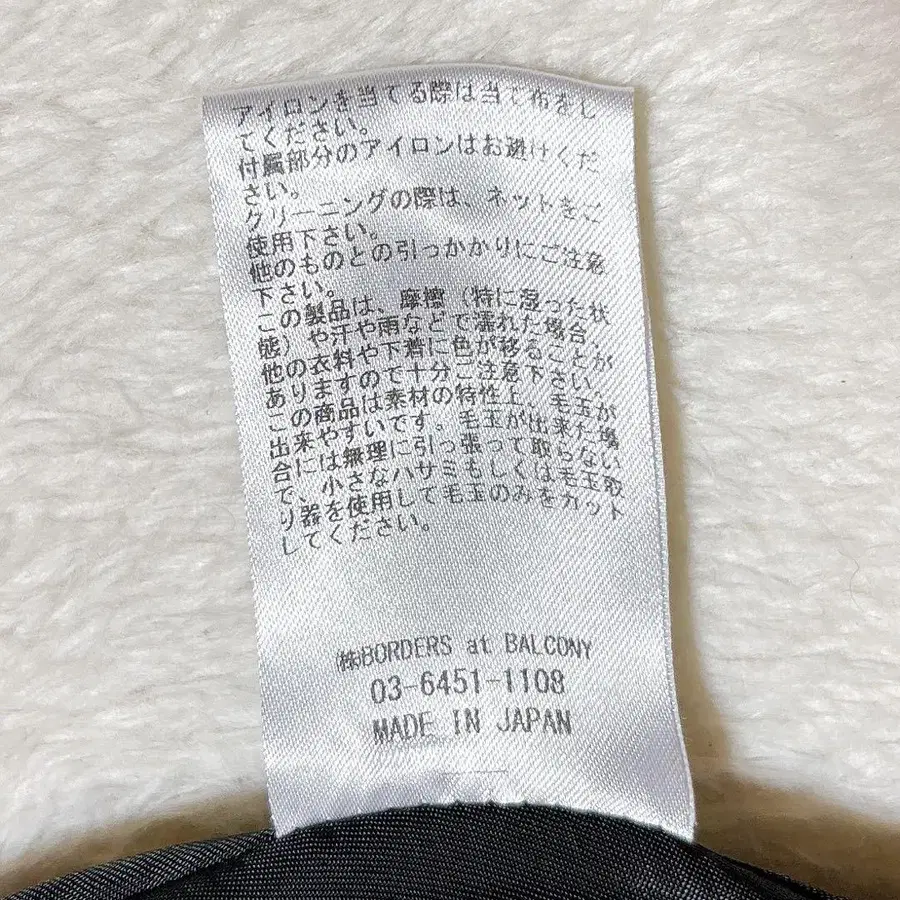 アイロンを当てる際は当て布をし
てください。
付属部分のアイロンはお避けくだ
さい。
クリーニングの際は、ネットをご
使用下さい。
他のものとの引っかかりにご注意
下さい。
この製品は、摩擦（特に湿った状
態）や汗や雨などで濡れた場合、
他の衣料や下着に色が移ることが
ありますので十分ご注意下さい。
この商品は素材の特性上、毛玉が
出来やすいです。毛玉が出来た場
合には無理に引っ張って取らない
で、小さなハサミもしくは毛玉取
り器を使用して毛玉のみをカット
してください。
㈱BORDERS at BALCONY
03-6451-1108
MADE IN JAPAN